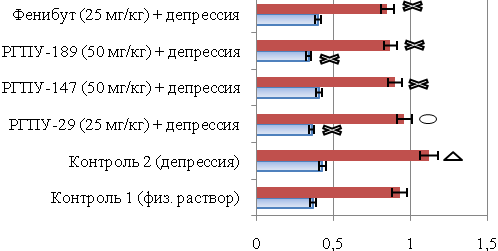 Фенибут (25 мг/кг) + депрессия
РГПУ-189 (50 мг/кг) + депрессия
РГПУ-147 (50 мг/кг) + депрессия
РГПУ-29 (25 мг/кг) + депрессия
Контроль 2 (депрессия)
Контроль 1 (физ. раствор)
0 0,5 1 1,5